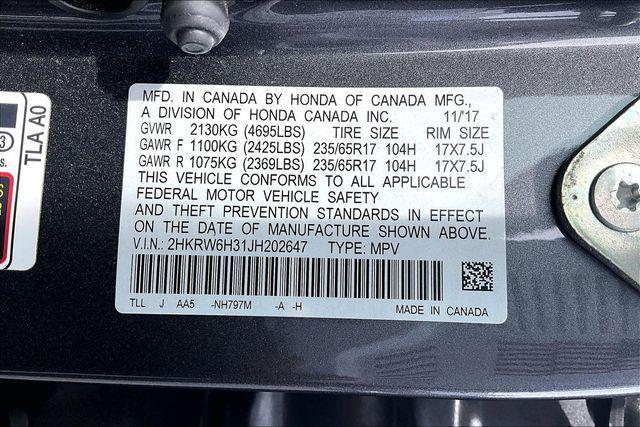 MFD. IN CANADA BY HONDA OF CANADA MFG.,
A DIVISION OF HONDA CANADA INC. 11/17
GVWR 2130KG (4695LBS) TIRE SIZE RIM SIZE
GAWR F 1100KG (2425LBS) 235/65R17 104H 17X7.5J
GAWR R 1075KG (2369LBS) 235/65R17 104H 17X7.5J
THIS VEHICLE CONFORMS TO ALL APPLICABLE
FEDERAL MOTOR VEHICLE SAFETY
AND THEFT PREVENTION STANDARDS IN EFFECT
ON THE DATE OF MANUFACTURE SHOWN ABOVE.
V.I.N.: 2HKRW6H31JH202647 TYPE: MPV
TLL J AA5 -NH797M -A -H MADE IN CANADA
TLA A0
3
s.